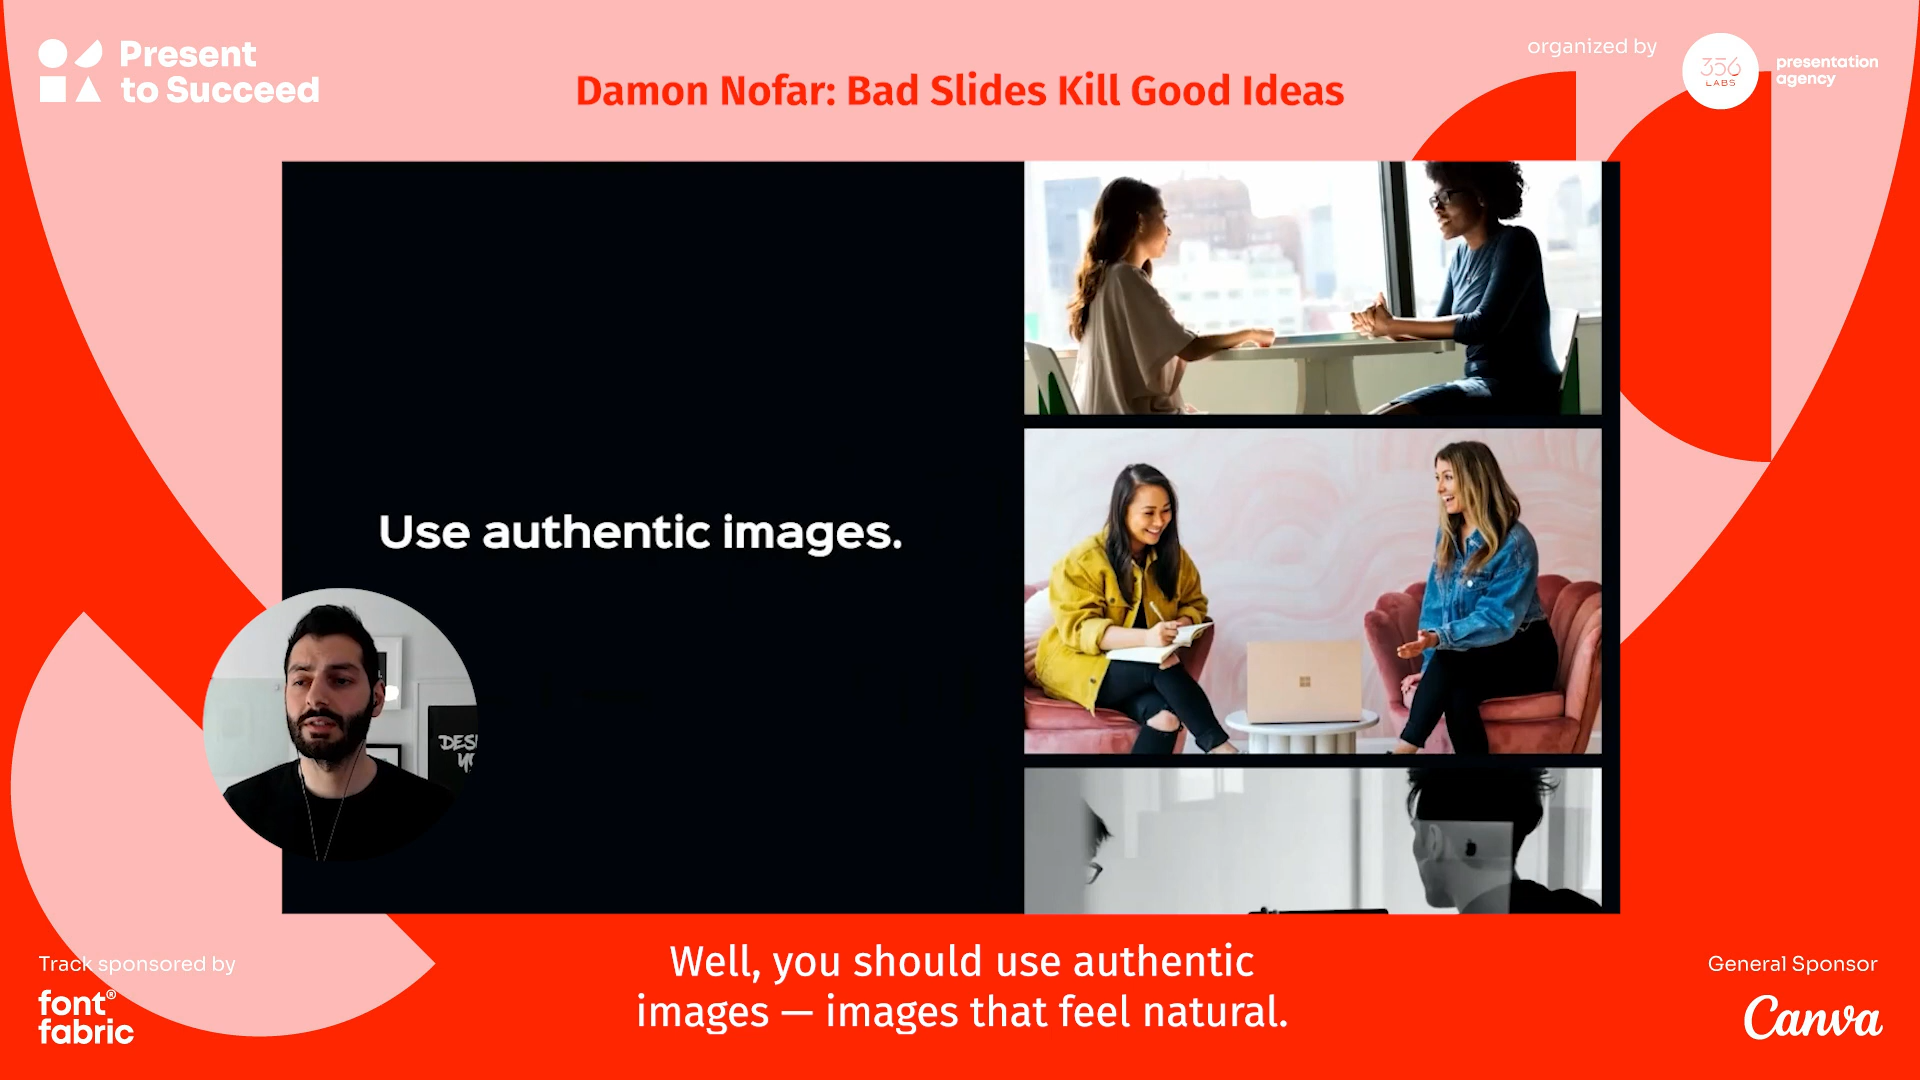 Present
to Succeed
Damon Nofar: Bad Slides Kill Good Ideas
organized by
356
LABS
presentation
agency
Use authentic images.
Well, you should use authentic
images — images that feel natural.
Track sponsored by
font®
fabric
General Sponsor
Canva